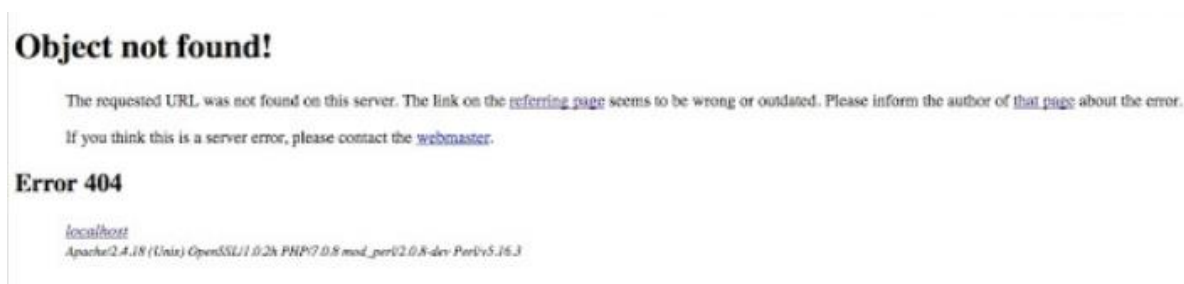 Object not found!
The requested URL was not found on this server. The link on the referring page seems to be wrong or outdated. Please inform the author of that page about the error.
If you think this is a server error, please contact the webmaster.
Error 404
localhost
Apache/2.4.18 (Unix) OpenSSL/1.0.2h PHP/7.0.8 mod_perl/2.0.8-dev Perl/v5.16.3